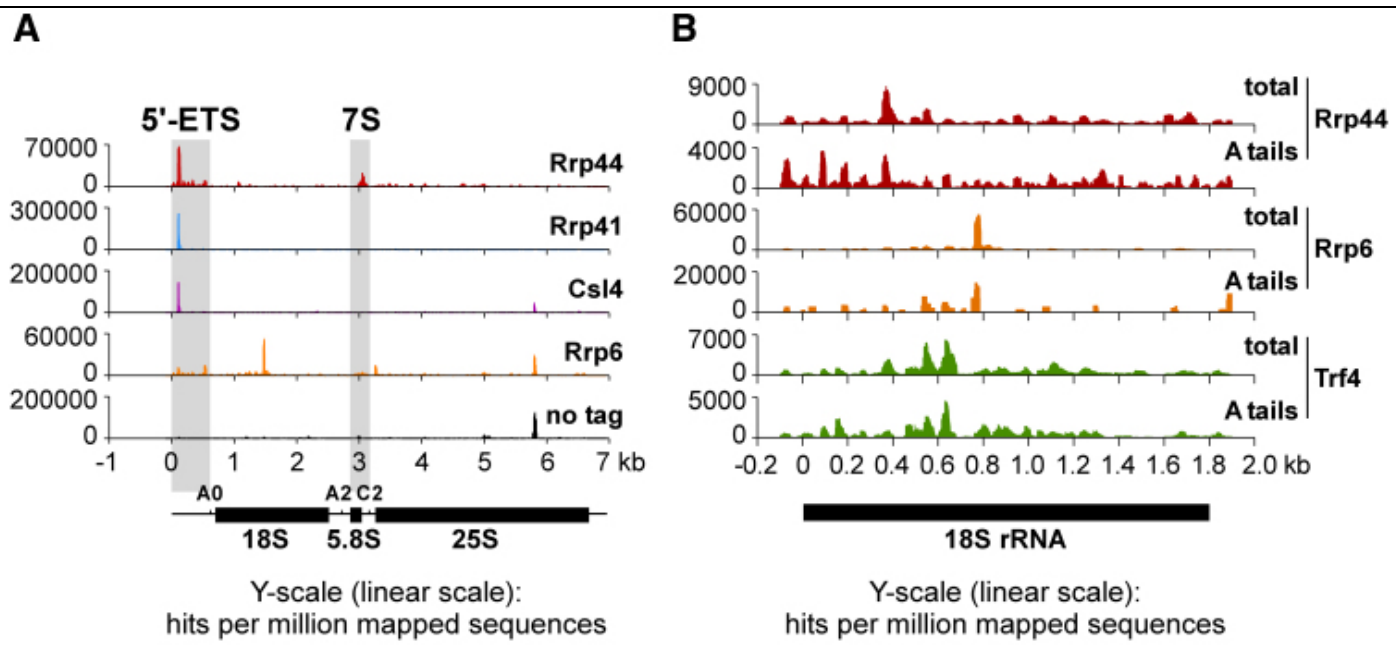 A
B
5'-ETS 7S
70000
0
Rrp44
300000
0
Rrp41
200000
0
Csl4
60000
0
Rrp6
200000
0
no tag
-1 0 1 2 3 4 5 6 7 kb
A0 A2 C2
18S 5.8S 25S
Y-scale (linear scale):
hits per million mapped sequences
9000
0
total
Rrp44
4000
0
A tails
60000
0
total
Rrp6
20000
0
A tails
7000
0
total
Trf4
5000
0
A tails
-0.2 0 0.2 0.4 0.6 0.8 1.0 1.2 1.4 1.6 1.8 2.0 kb
18S rRNA
Y-scale (linear scale):
hits per million mapped sequences